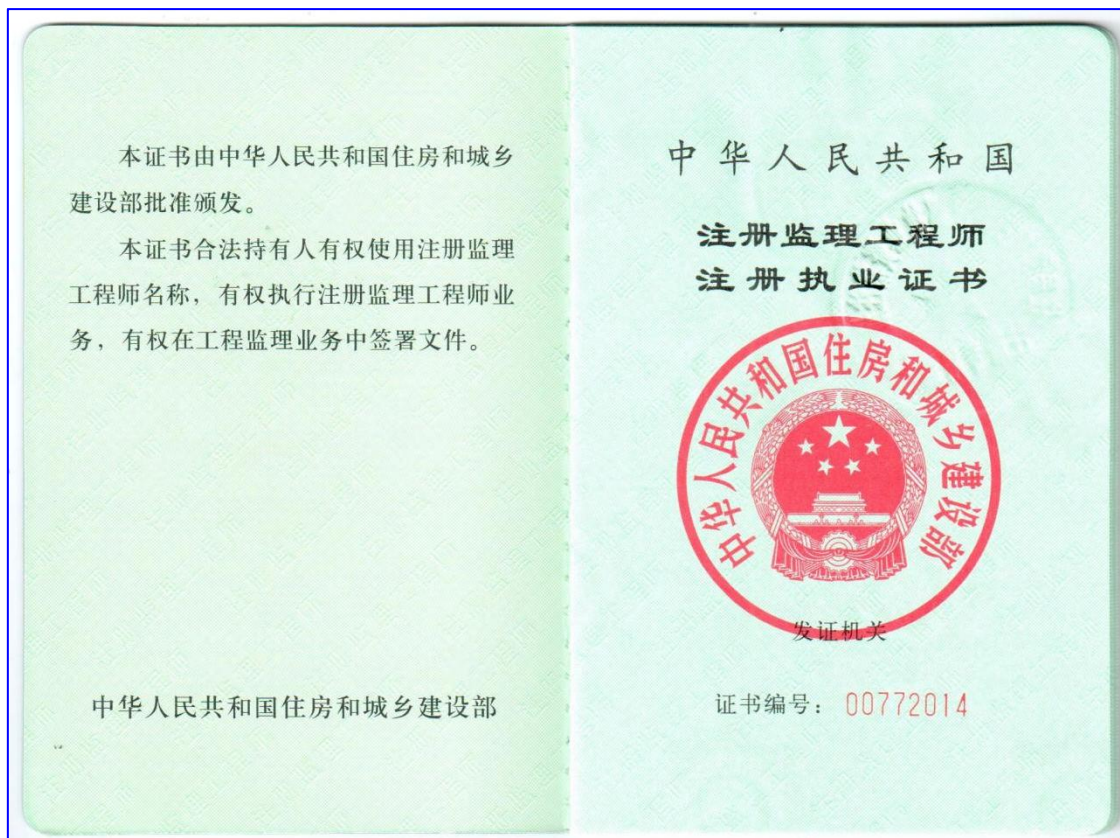 本证书由中华人民共和国住房和城乡
建设部批准颁发。
本证书合法持有人有权使用注册监理
工程师名称，有权执行注册监理工程师业
务，有权在工程监理业务中签署文件。
中华人民共和国住房和城乡建设部
中华人民共和国
注册监理工程师
注册执业证书
中华人民共和国住房和城乡建设部
发证机关
证书编号：00772014